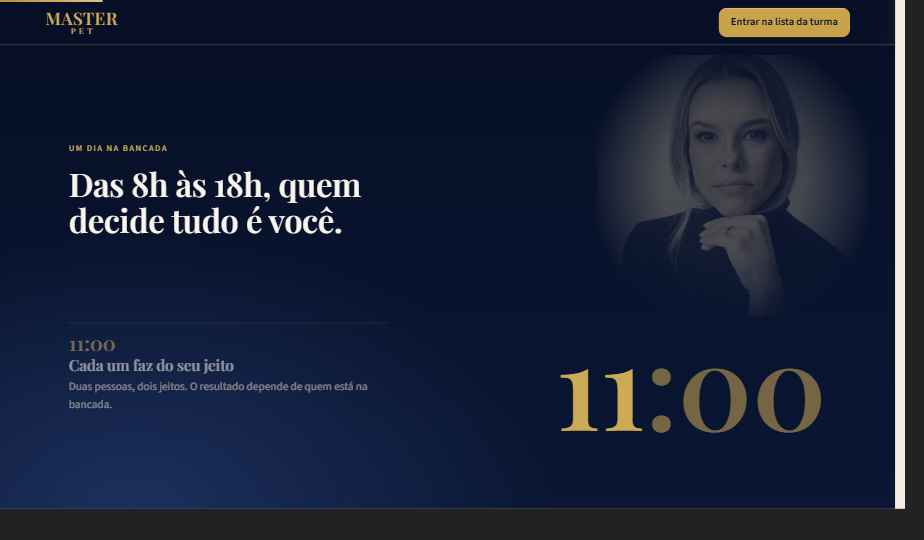 MASTER
PET
Entrar na lista da turma
UM DIA NA BANCADA
Das 8h às 18h, quem
decide tudo é você.
11:00
Cada um faz do seu jeito
Duas pessoas, dois jeitos. O resultado depende de quem está na
bancada.
11:00